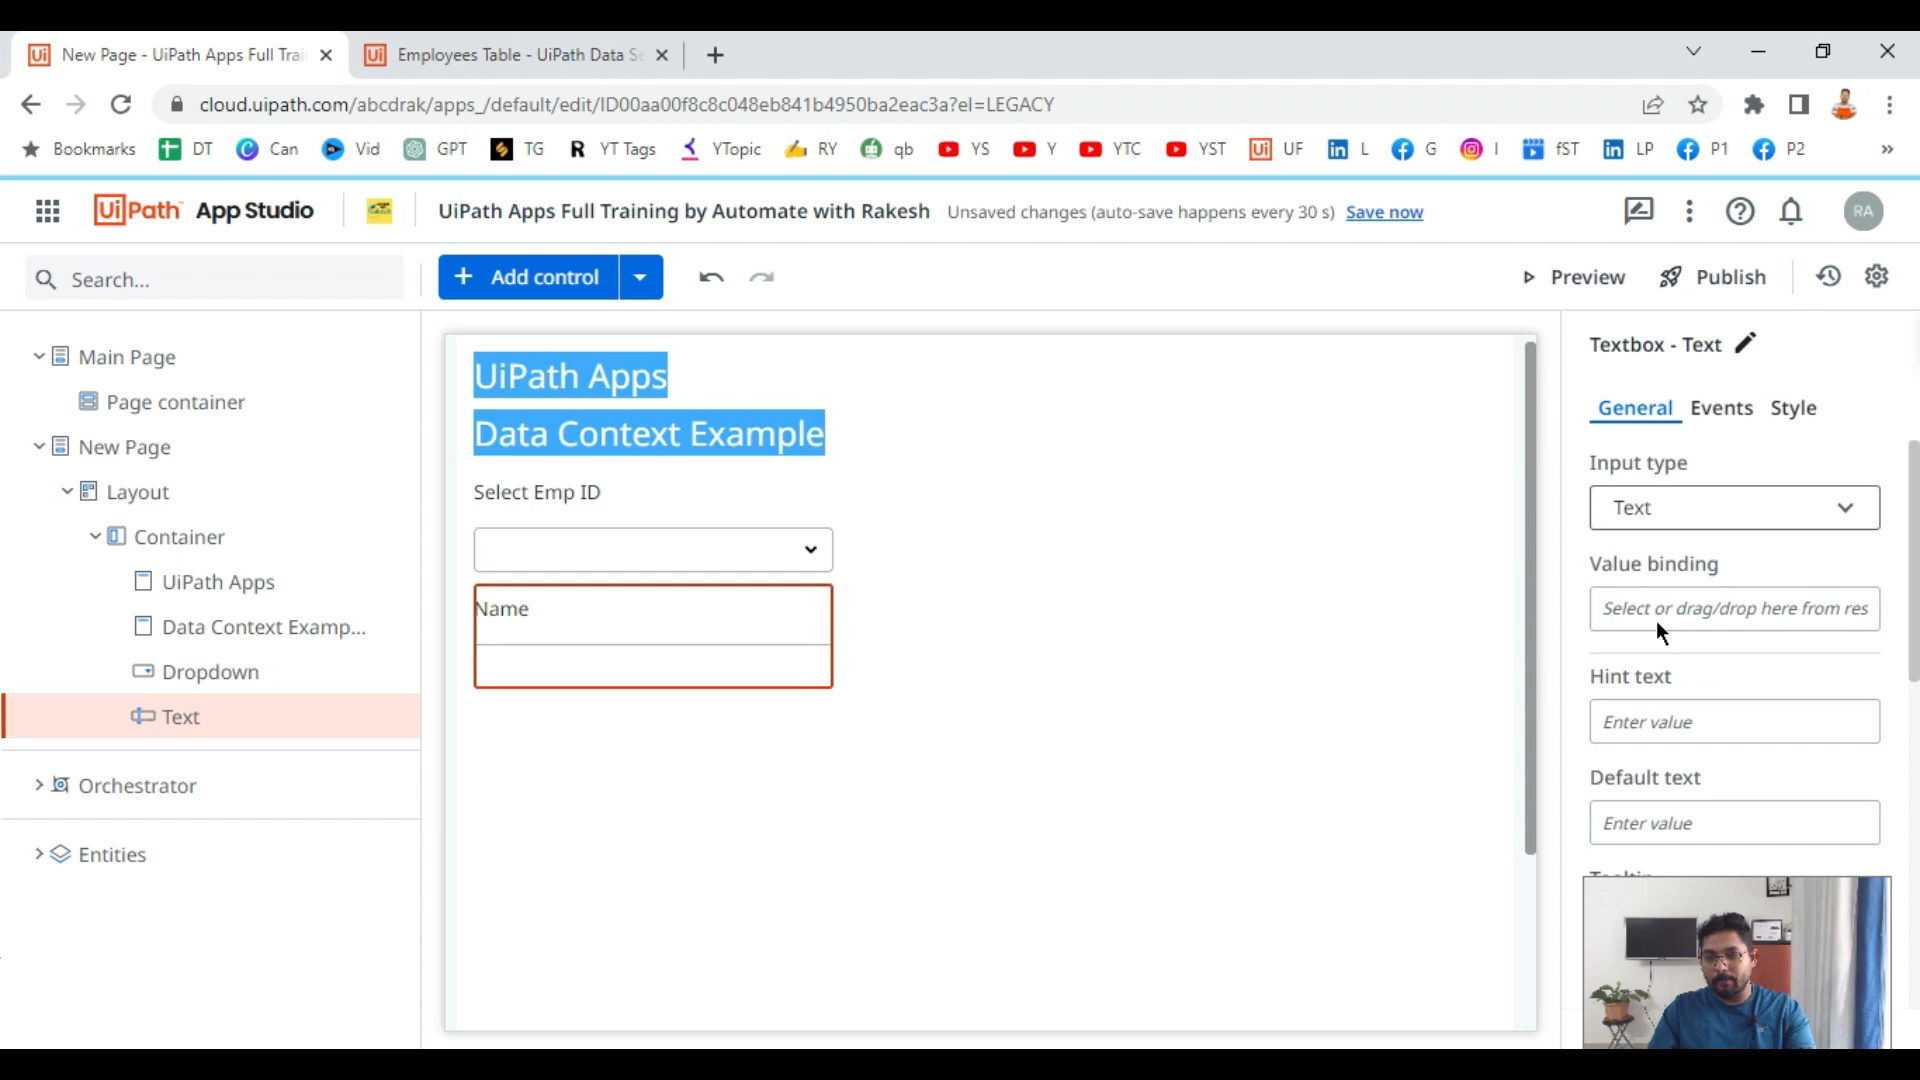 New Page - UiPath Apps Full Trai
Employees Table - UiPath Data Se
cloud.uipath.com/abcdrak/apps_/default/edit/ID00aa00f8c8c048eb841b4950ba2eac3a?el=LEGACY
Bookmarks DT Can Vid GPT TG YT Tags YTopic RY qb YS Y YTC YST UF L G I fST LP P1 P2 »
UiPath App Studio
UiPath Apps Full Training by Automate with Rakesh
Unsaved changes (auto-save happens every 30 s) Save now
RA
Search...
Add control
Preview
Publish
Main Page
Page container
New Page
Layout
Container
UiPath Apps
Data Context Examp...
Dropdown
Text
Orchestrator
Entities
UiPath Apps
Data Context Example
Select Emp ID
Name
Textbox - Text
General Events Style
Input type
Text
Value binding
Select or drag/drop here from res
Hint text
Enter value
Default text
Enter value